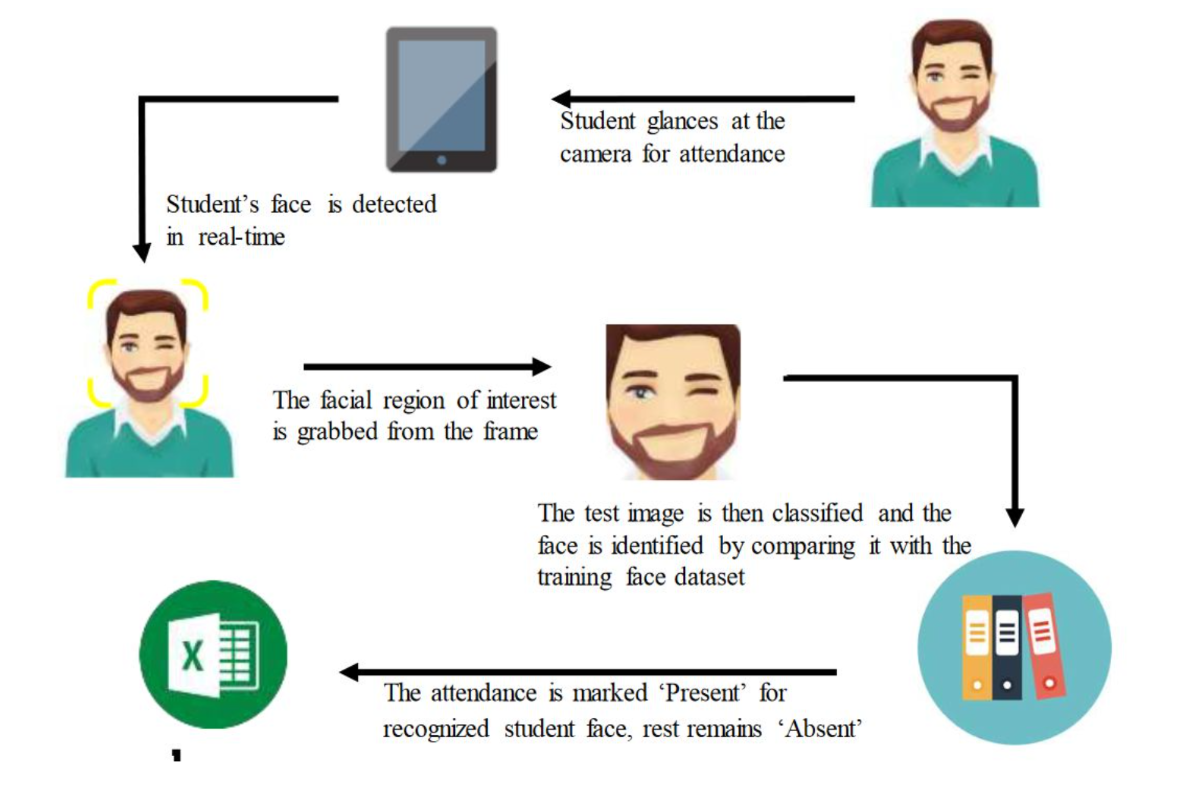 Student glances at the
camera for attendance
Student’s face is detected
in real-time
The facial region of interest
is grabbed from the frame
The test image is then classified and the
face is identified by comparing it with the
training face dataset
X
The attendance is marked ‘Present’ for
recognized student face, rest remains ‘Absent’
,